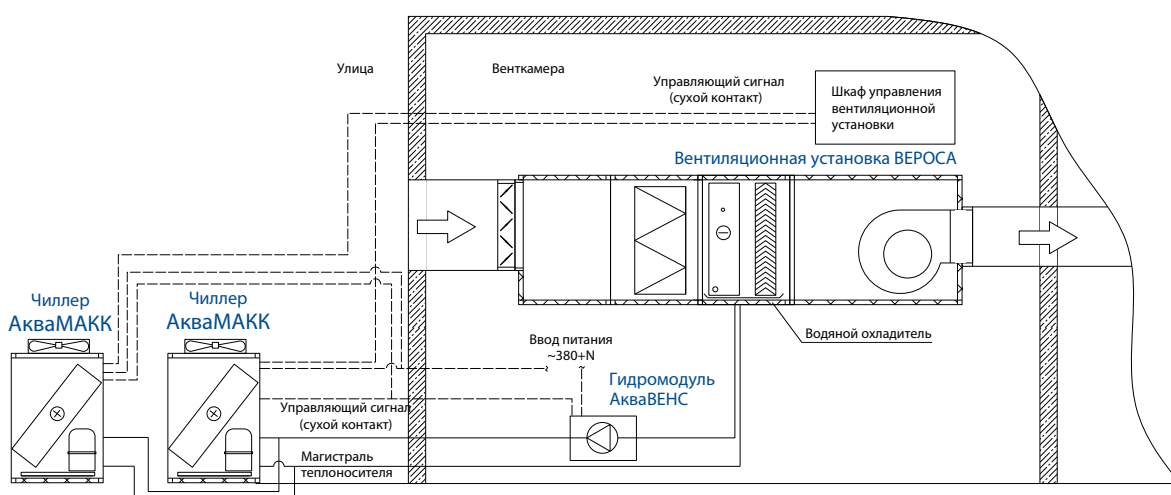 Улица
Венткамера
Управляющий сигнал
(сухой контакт)
Шкаф управления
вентиляционной
установки
Вентиляционная установка ВЕРОСА
Чиллер
АкваМАКК
Чиллер
АкваМАКК
Водяной охладитель
Ввод питания
~380+N
Гидромодуль
АкваВЕНС
Управляющий сигнал
(сухой контакт)
Магистраль
теплоносителя